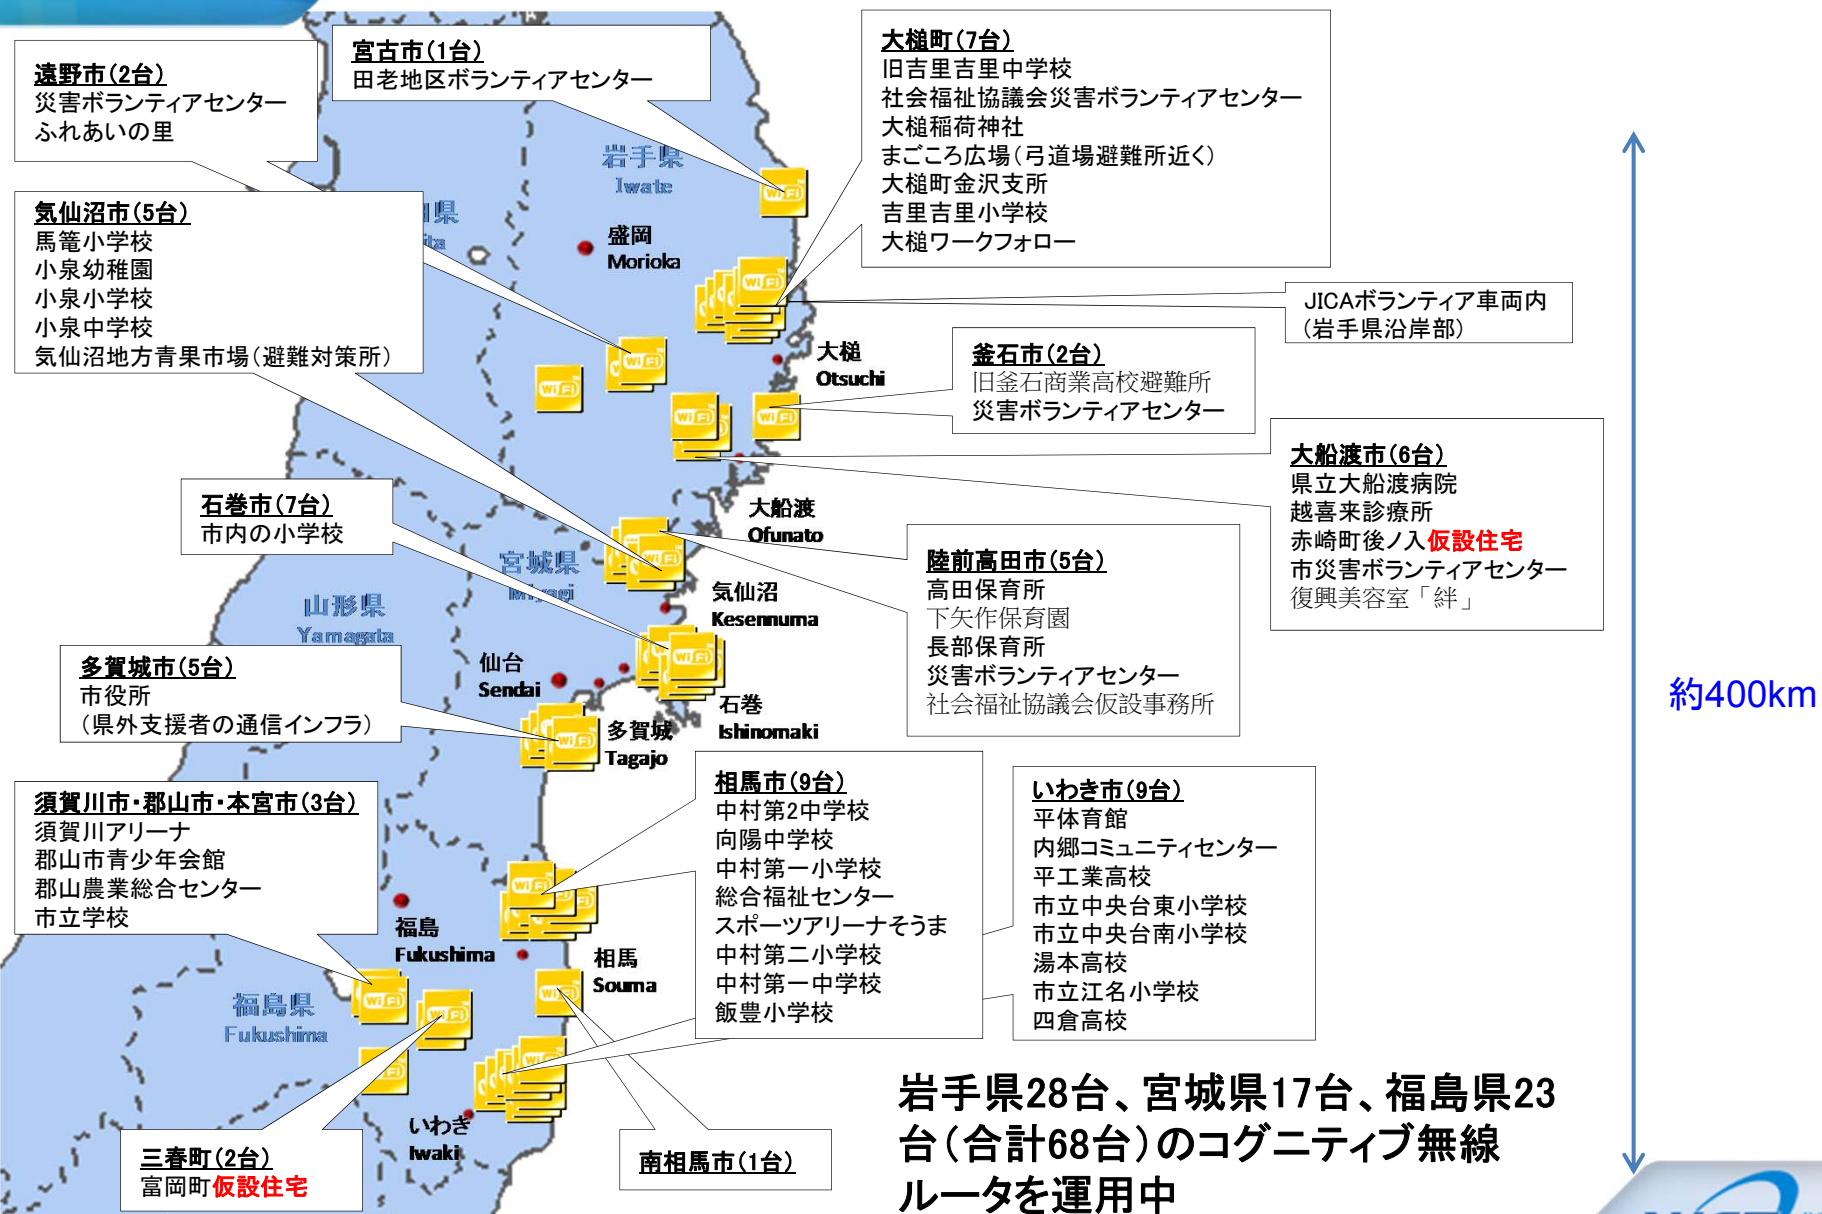 遠野市(2台)
災害ボランティアセンター
ふれあいの里
宮古市(1台)
田老地区ボランティアセンター
大槌町(7台)
旧吉里吉里中学校
社会福祉協議会災害ボランティアセンター
大槌稲荷神社
まごころ広場(弓道場避難所近く)
大槌町金沢支所
吉里吉里小学校
大槌ワークフォロー
気仙沼市(5台)
馬篭小学校
小泉幼稚園
小泉小学校
小泉中学校
気仙沼地方青果市場(避難対策所)
岩手県
Iwate
県
盛岡
Morioka
JICAボランティア車両内
(岩手県沿岸部)
大槌
Otsuchi
釜石市(2台)
旧釜石商業高校避難所
災害ボランティアセンター
大船渡市(6台)
県立大船渡病院
越喜来診療所
赤崎町後ノ入仮設住宅
市災害ボランティアセンター
復興美容室「絆」
石巻市(7台)
市内の小学校
大船渡
Ofunato
宮城県
Miyagi
陸前高田市(5台)
高田保育所
下矢作保育園
長部保育所
災害ボランティアセンター
社会福祉協議会仮設事務所
気仙沼
Kesennuma
山形県
Yamagata
仙台
Sendai
多賀城市(5台)
市役所
(県外支援者の通信インフラ)
石巻
Ishinomaki
多賀城
Tagajo
約400km
須賀川市・郡山市・本宮市(3台)
須賀川アリーナ
郡山市青少年会館
郡山農業総合センター
市立学校
相馬市(9台)
中村第2中学校
向陽中学校
中村第一小学校
総合福祉センター
スポーツアリーナそうま
中村第二小学校
中村第一中学校
飯豊小学校
いわき市(9台)
平体育館
内郷コミュニティセンター
平工業高校
市立中央台東小学校
市立中央台南小学校
湯本高校
市立江名小学校
四倉高校
福島
Fukushima
相馬
Souma
福島県
Fukushima
いわき
Iwaki
三春町(2台)
富岡町仮設住宅
南相馬市(1台)
岩手県28台、宮城県17台、福島県23
台(合計68台)のコグニティブ無線
ルータを運用中
WiFi
WiFi
WiFi
WiFi
WiFi
WiFi
WiFi
WiFi
WiFi
WiFi
WiFi
WiFi
WiFi
WiFi